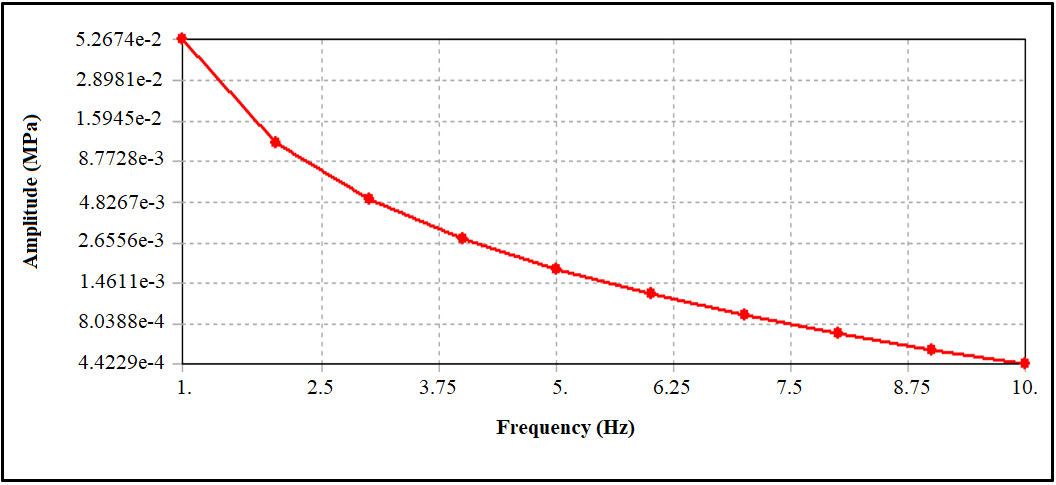 5.2674e-2
2.8981e-2
1.5945e-2
8.7728e-3
4.8267e-3
2.6556e-3
1.4611e-3
8.0388e-4
4.4229e-4
Amplitude (MPa)
1. 2.5 3.75 5. 6.25 7.5 8.75 10.
Frequency (Hz)